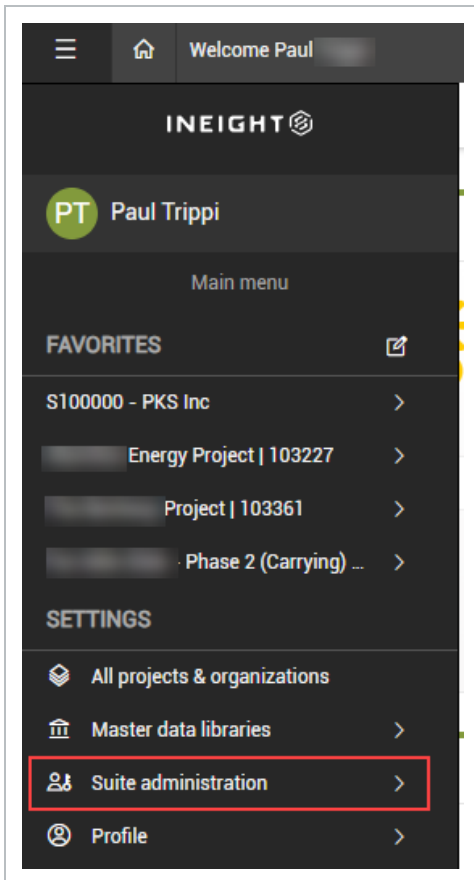 Welcome Paul
INEIGHT
PT Paul Trippi
Main menu
FAVORITES
S100000 - PKS Inc
Energy Project | 103227
Project | 103361
- Phase 2 (Carrying) ...
SETTINGS
All projects & organizations
Master data libraries
Suite administration
Profile